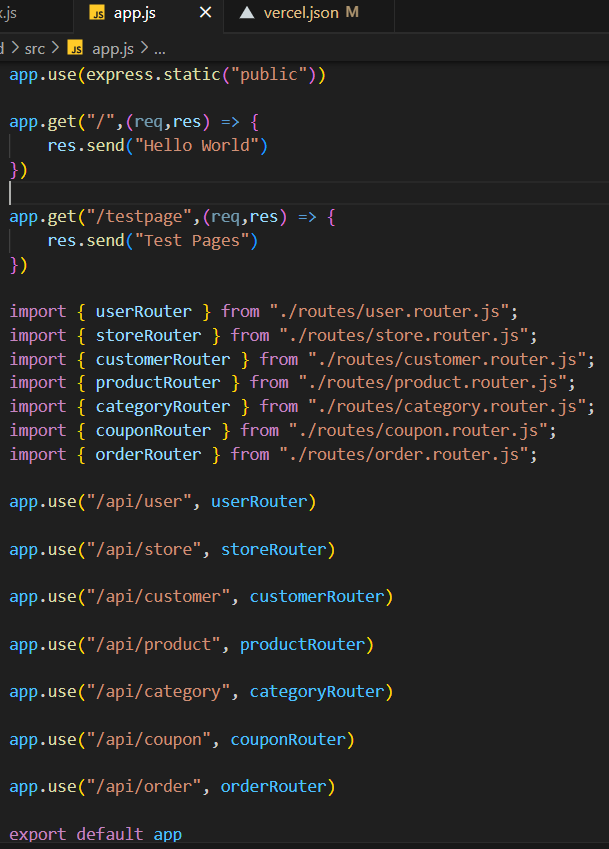 x.js
JS app.js × vercel.json M
d > src > JS app.js > ...
app.use(express.static("public"))
app.get("/",(req,res) => {
res.send("Hello World")
})
app.get("/testpage",(req,res) => {
res.send("Test Pages")
})
import { userRouter } from "./routes/user.router.js";
import { storeRouter } from "./routes/store.router.js";
import { customerRouter } from "./routes/customer.router.js";
import { productRouter } from "./routes/product.router.js";
import { categoryRouter } from "./routes/category.router.js";
import { couponRouter } from "./routes/coupon.router.js";
import { orderRouter } from "./routes/order.router.js";
app.use("/api/user", userRouter)
app.use("/api/store", storeRouter)
app.use("/api/customer", customerRouter)
app.use("/api/product", productRouter)
app.use("/api/category", categoryRouter)
app.use("/api/coupon", couponRouter)
app.use("/api/order", orderRouter)
export default app